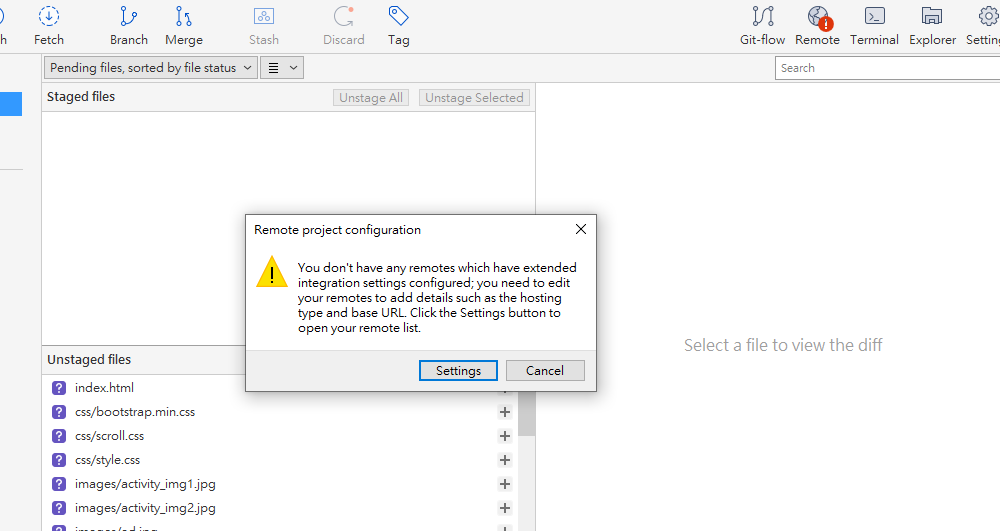 h Fetch Branch Merge Stash Discard Tag Git-flow Remote Terminal Explorer Settin
Pending files, sorted by file status
Search
Staged files Unstage All Unstage Selected
Remote project configuration
You don't have any remotes which have extended
integration settings configured; you need to edit
your remotes to add details such as the hosting
type and base URL. Click the Settings button to
open your remote list.
Settings Cancel
Select a file to view the diff
Unstaged files
index.html
css/bootstrap.min.css
css/scroll.css
css/style.css
images/activity_img1.jpg
images/activity_img2.jpg
images/ad.jpg